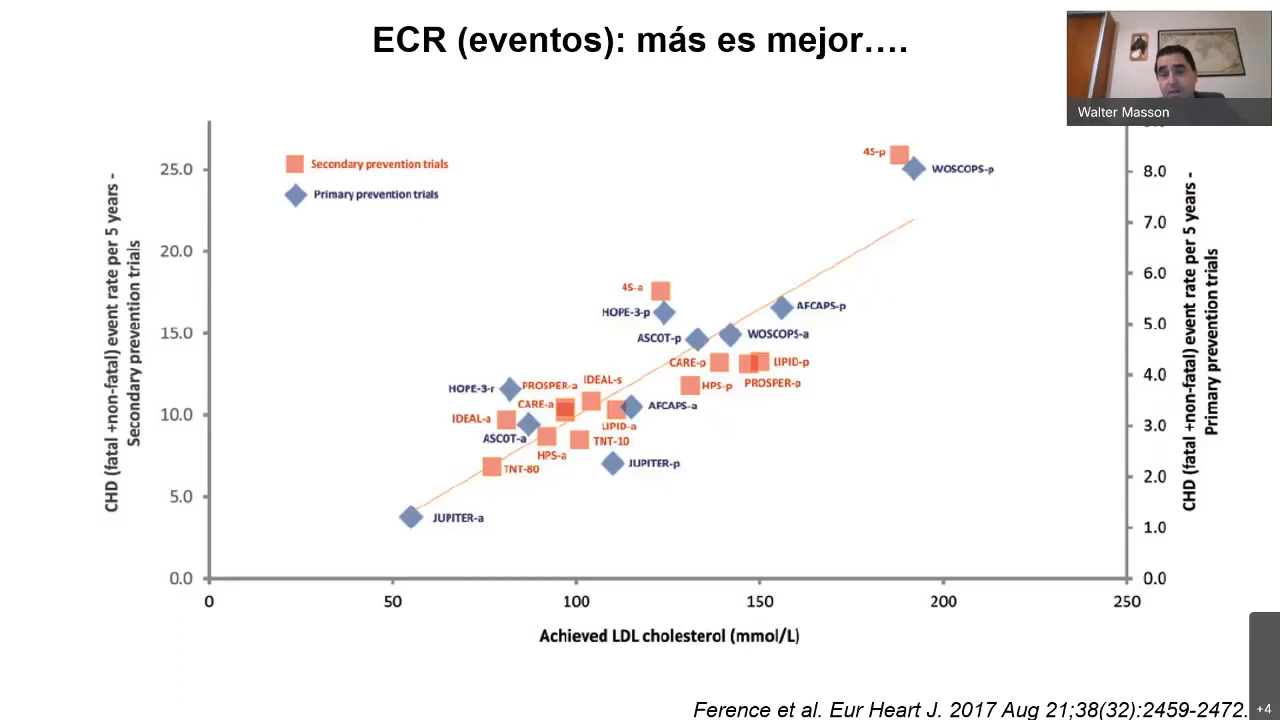 ECR (eventos): más es mejor….
Walter Masson
Secondary prevention trials
Primary prevention trials
CHD (fatal +non-fatal) event rate per 5 years -
Secondary prevention trials
25.0
20.0
15.0
10.0
5.0
0.0
4S-p
WOSCOPS-p
4S-a
HOPE-3-p
AFCAPS-p
ASCOT-p
WOSCOPS-a
CARE-p
LIPID-p
PROSPER-p
HPS-p
HOPE-3-r
PROSPER-a
IDEAL-s
CARE-a
AFCAPS-a
IDEAL-a
LIPID-a
ASCOT-a
TNT-10
HPS-a
JUPITER-p
TNT-80
JUPITER-a
8.0
7.0
6.0
5.0
4.0
3.0
2.0
1.0
0.0
CHD (fatal +non-fatal) event rate per 5 years -
Primary prevention trials
0 50 100 150 200 250
Achieved LDL cholesterol (mmol/L)
Ference et al. Eur Heart J. 2017 Aug 21;38(32):2459-2472.
+4